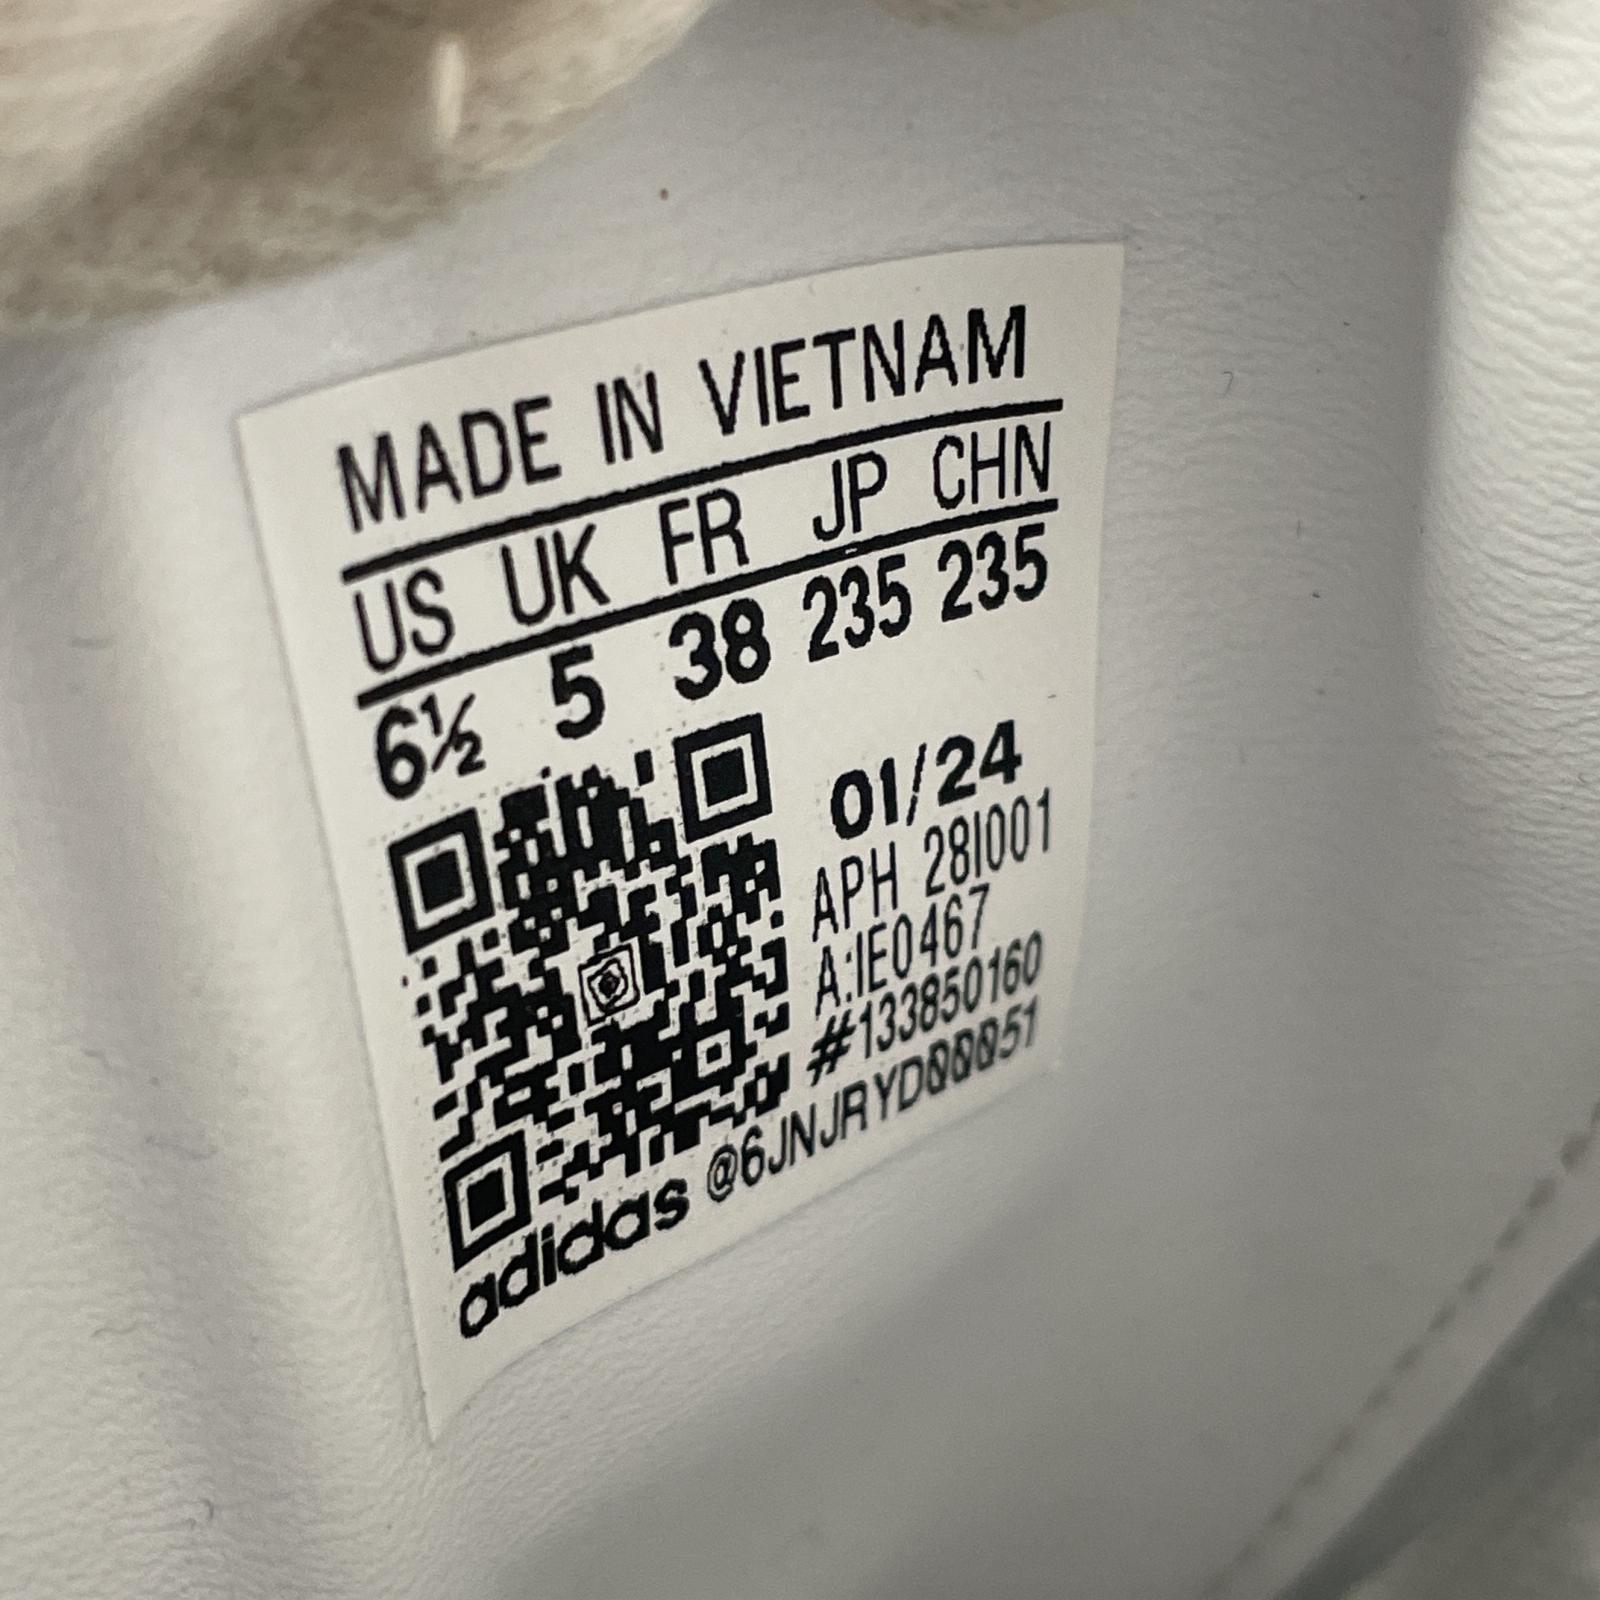 MADE IN VIETNAM
US UK FR JP CHN
6½ 5 38 235 235
01/24
APH 28I001
A:IE0467
#133850160
adidas @6JNJRYD00051